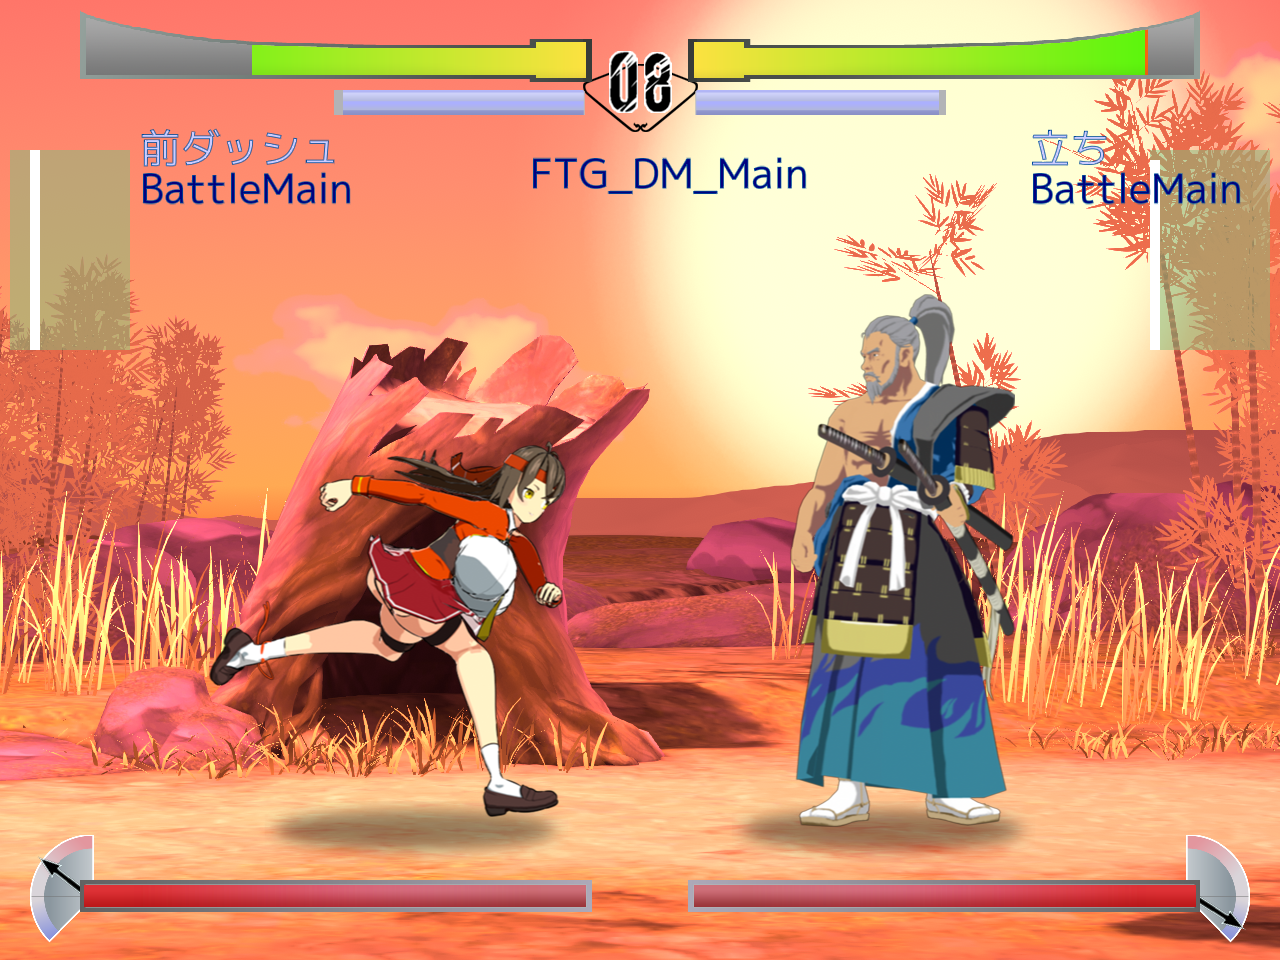 08
前ダッシュ
BattleMain
FTG_DM_Main
立ち
BattleMain